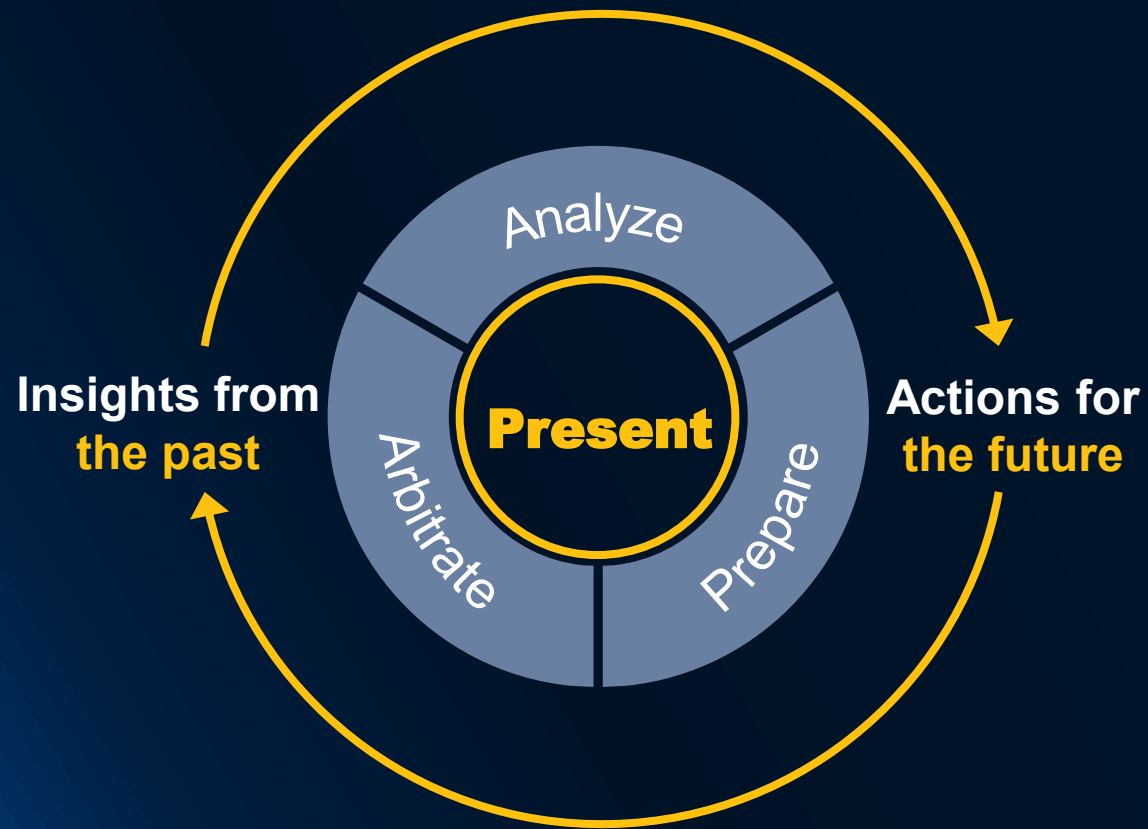 Analyze
Insights from
the past
Present
Actions for
the future
Arbitrate
Prepare